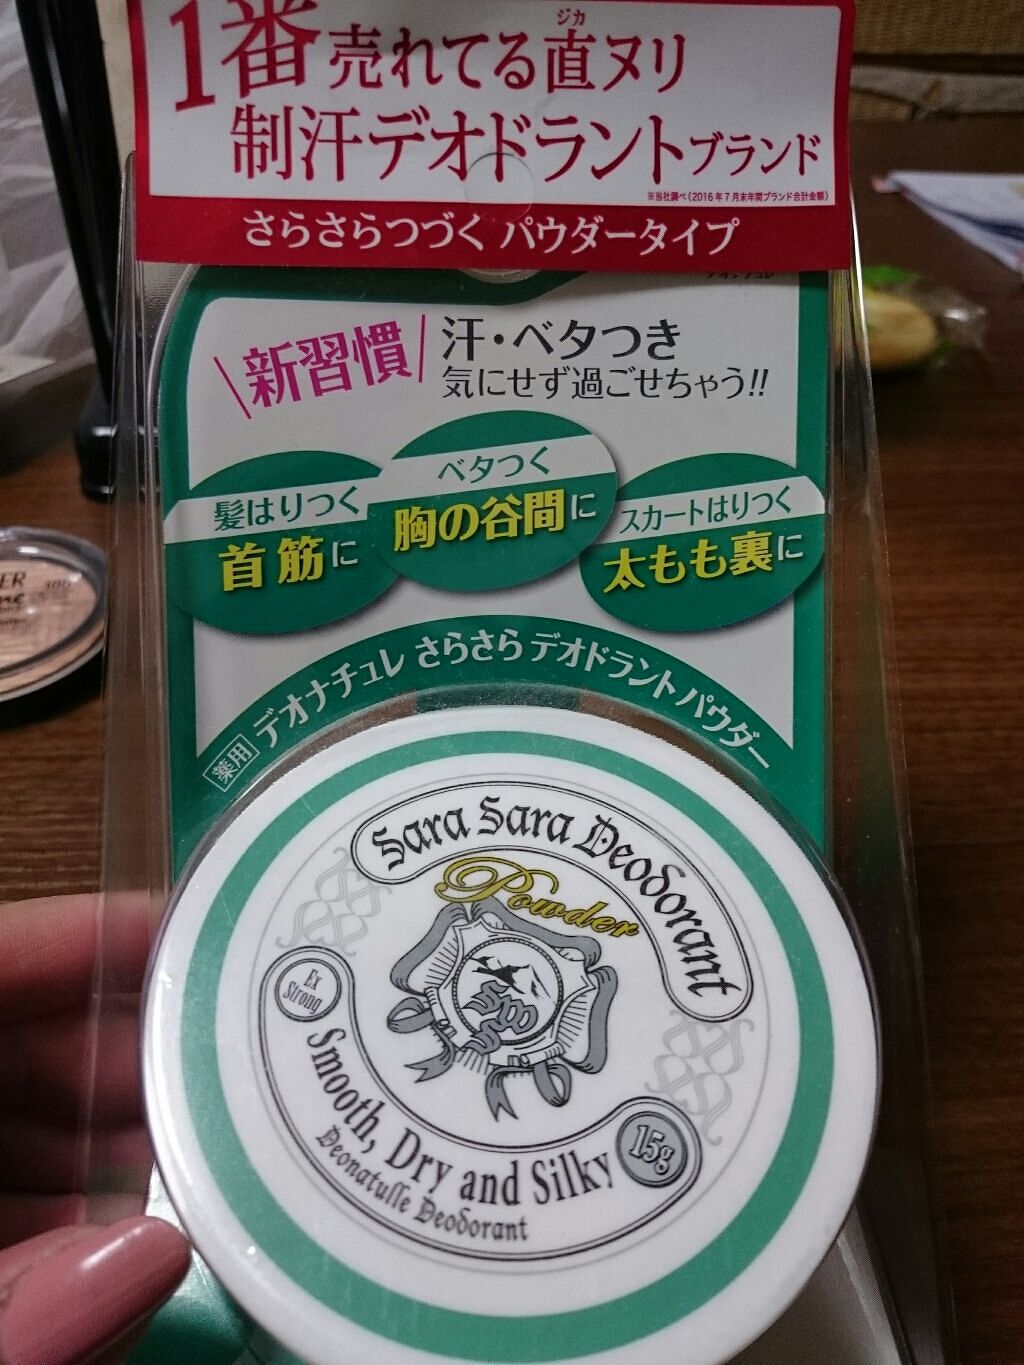 1番売れてる直ヌリ
ジカ
制汗デオドラントブランド
※当社調べ(2016年7月末年間ブランド合計金額)
さらさらつづく パウダータイプ
新習慣
汗・ベタつき
気にせず過ごせちゃう!!
髪はりつく
首筋に
ベタつく
胸の谷間に
スカートはりつく
太もも裏に
薬用 デオナチュレ さらさら デオドラント パウダー
Sara Sara Deodorant
Powder
Ex
Strong
Smooth, Dry and Silky
15g
Deonatulle Deodorant